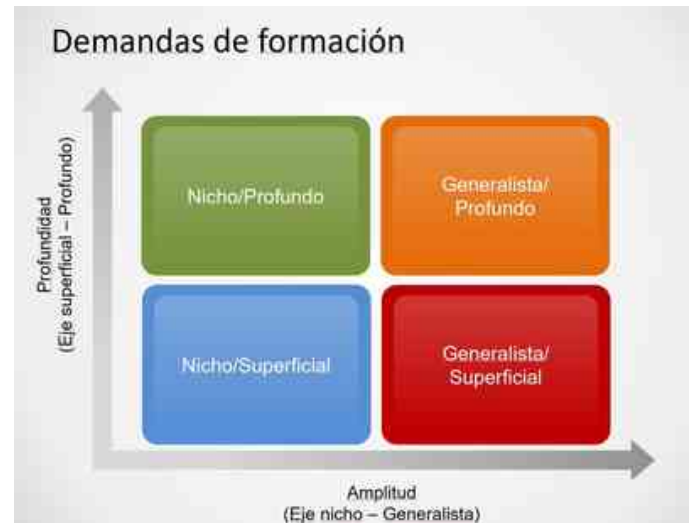 Demandas de formación
Profundidad
(Eje superficial – Profundo)
Nicho/Profundo
Generalista/
Profundo
Nicho/Superficial
Generalista/
Superficial
Amplitud
(Eje nicho – Generalista)